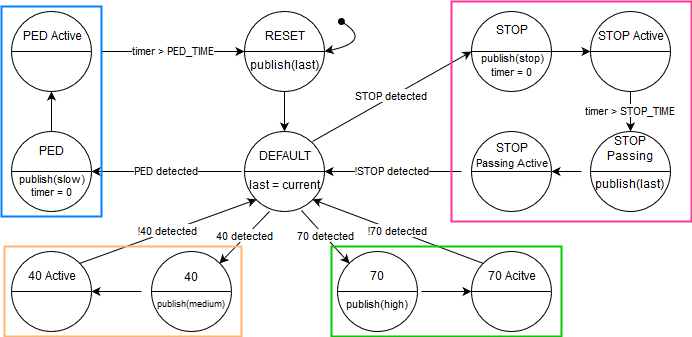 PED Active
timer > PED_TIME
RESET
publish(last)
STOP
publish(stop)
timer = 0
STOP Active
STOP detected
timer > STOP_TIME
PED
publish(slow)
timer = 0
PED detected
DEFAULT
last = current
!STOP detected
STOP
Passing Active
STOP
Passing
publish(last)
!40 detected
40 detected
70 detected
!70 detected
40 Active
40
publish(medium)
70
publish(high)
70 Acitve